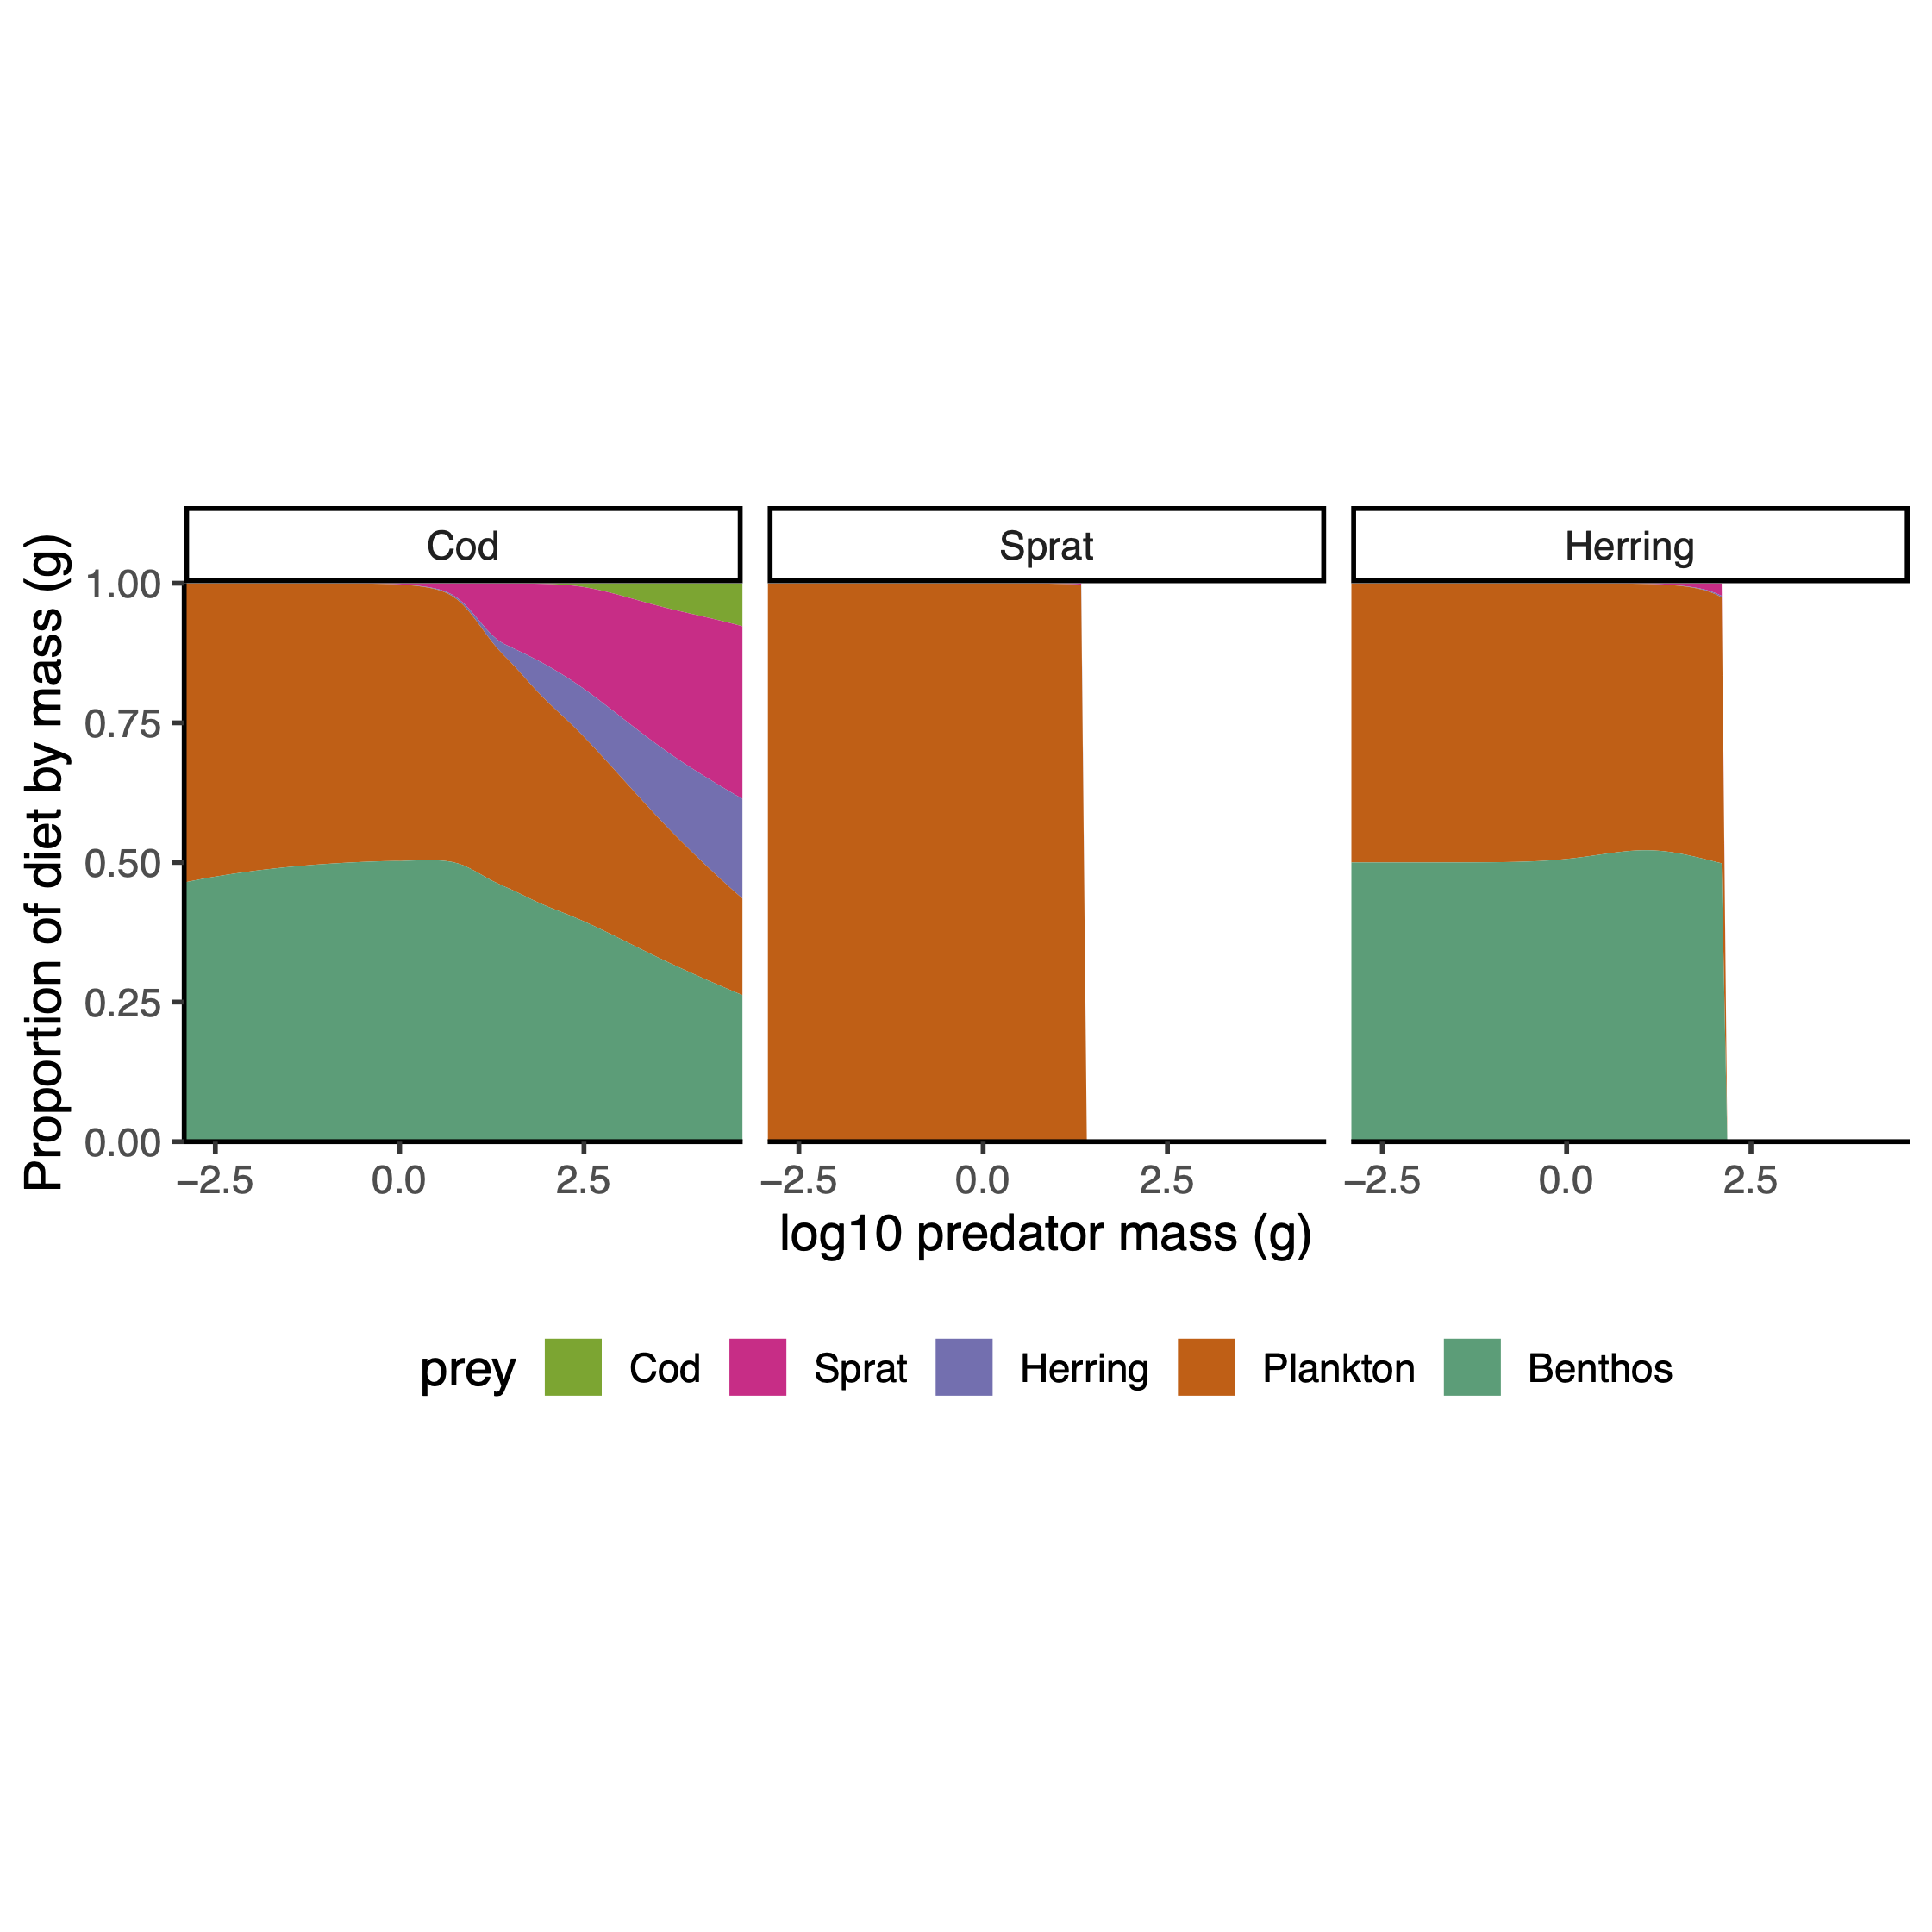 Cod
Sprat
Herring
Proportion of diet by mass (g)
1.00
0.75
0.50
0.25
0.00
−2.5 0.0 2.5
−2.5 0.0 2.5
−2.5 0.0 2.5
log10 predator mass (g)
prey Cod Sprat Herring Plankton Benthos